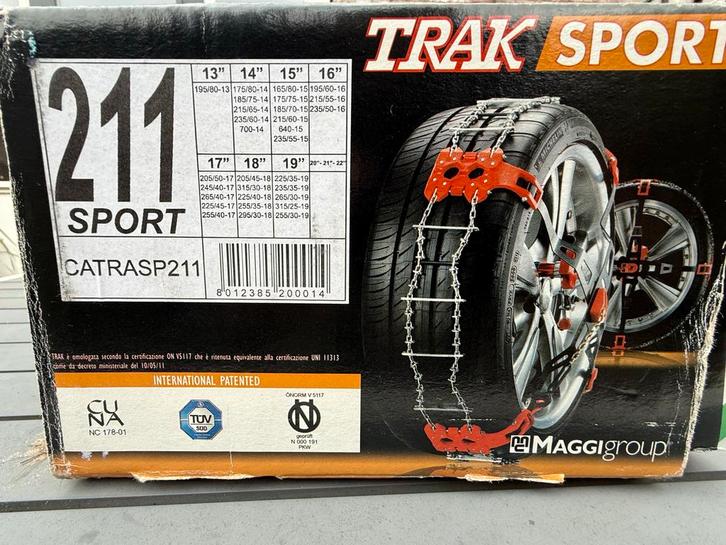 TRAK SPORT
211
SPORT
CATRASP211
13" 14" 15" 16"
195/80-13 175/80-14 165/80-15 195/60-16
185/75-14 175/75-15 215/55-16
215/65-14 185/70-15 235/50-16
235/60-14 215/60-15
700-14 640-15
235/55-15
17" 18" 19" 20"- 21"- 22"
205/50-17 205/45-18 225/35-19
245/40-17 315/30-18 235/35-19
265/40-17 225/40-18 265/30-19
225/45-17 255/35-18 315/25-19
255/40-17 295/30-18 255/30-19
8012385 200014
TRAK è omologata secondo la certificazione ON V5117 che è ritenuta equivalente alla certificazione UNI 11313
come da decreto ministeriale del 10/05/11
INTERNATIONAL PATENTED
CU
NA
NC 178-01
TÜV
SÜD
ÖNORM V 5117
N
geprüft
N 000 191
PKW
MAGGIgroup